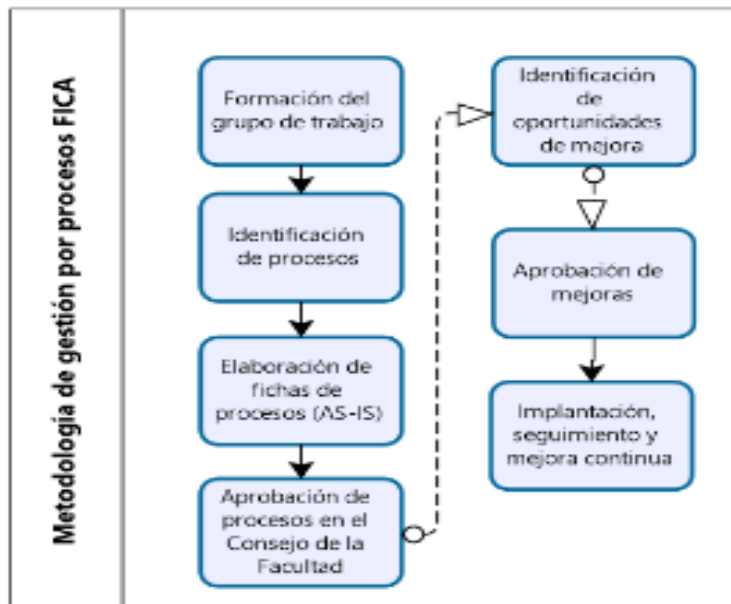 Metodología de gestión por procesos FICA
Formación del
grupo de trabajo
Identificación
de procesos
Elaboración de
fichas de
procesos (AS-IS)
Aprobación de
procesos en el
Consejo de la
Facultad
Identificación
de
oportunidades
de mejora
Aprobación de
mejoras
Implantación,
seguimiento y
mejora continua